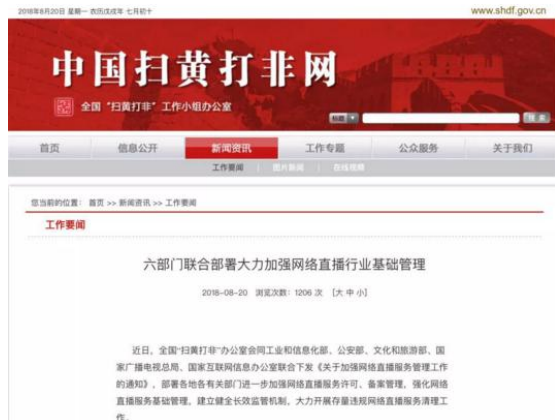 2018年8月20日 星期一 农历戊戌年 七月初十
www.shdf.gov.cn
中国扫黄打非网
全国“扫黄打非”工作小组办公室
标题
搜 索
首页 信息公开 新闻资讯 工作专题 公众服务 关于我们
工作要闻 图片新闻 在线视频
您当前的位置: 首页 >> 新闻资讯 >> 工作要闻
工作要闻
六部门联合部署大力加强网络直播行业基础管理
2018-08-20 浏览次数: 1206 次 [大 中 小]
近日，全国“扫黄打非”办公室会同工业和信息化部、公安部、文化和旅游部、国
家广播电视总局、国家互联网信息办公室联合下发《关于加强网络直播服务管理工作
的通知》，部署各地各有关部门进一步加强网络直播服务许可、备案管理，强化网络
直播服务基础管理，建立健全长效监管机制，大力开展存量违规网络直播服务清理工
作。